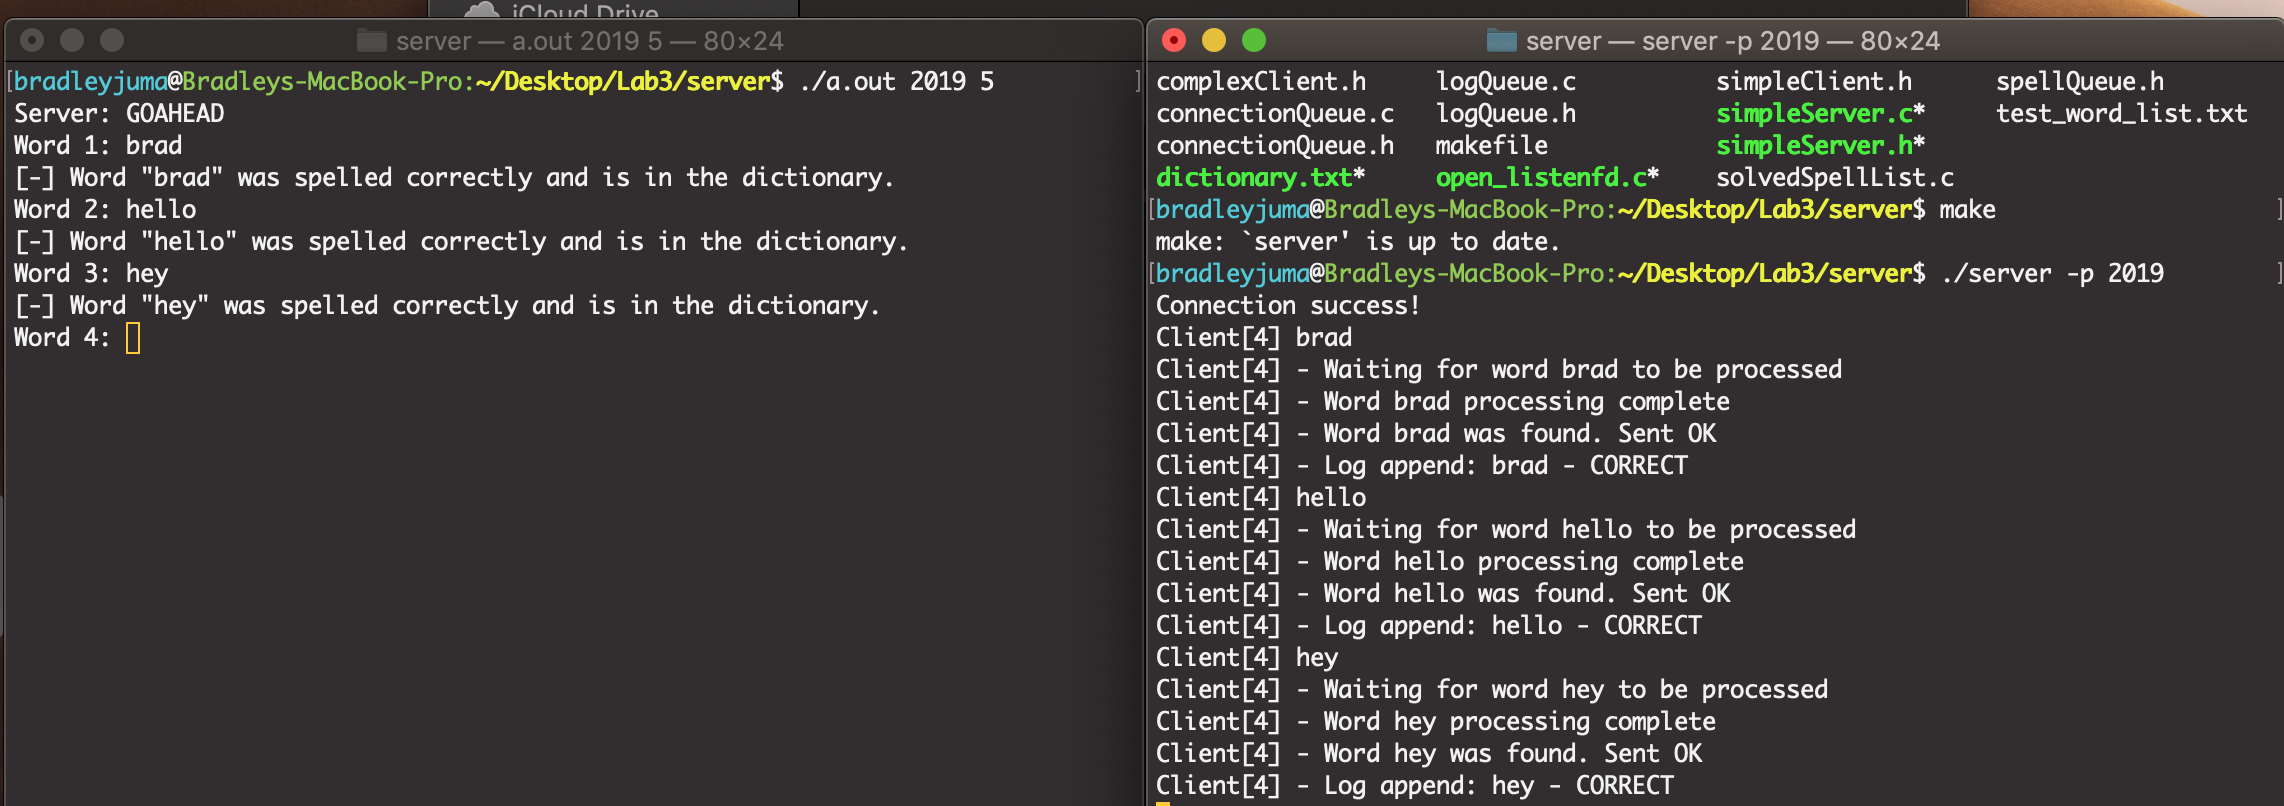 iCloud Drive
server — a.out 2019 5 — 80×24
[bradleyjuma@Bradleys-MacBook-Pro:~/Desktop/Lab3/server$ ./a.out 2019 5 ]
Server: GOAHEAD
Word 1: brad
[-] Word "brad" was spelled correctly and is in the dictionary.
Word 2: hello
[-] Word "hello" was spelled correctly and is in the dictionary.
Word 3: hey
[-] Word "hey" was spelled correctly and is in the dictionary.
Word 4:
server — server -p 2019 — 80×24
complexClient.h logQueue.c simpleClient.h spellQueue.h
connectionQueue.c logQueue.h simpleServer.c* test_word_list.txt
connectionQueue.h makefile simpleServer.h*
dictionary.txt* open_listenfd.c* solvedSpellList.c
[bradleyjuma@Bradleys-MacBook-Pro:~/Desktop/Lab3/server$ make ]
make: `server' is up to date.
[bradleyjuma@Bradleys-MacBook-Pro:~/Desktop/Lab3/server$ ./server -p 2019 ]
Connection success!
Client[4] brad
Client[4] - Waiting for word brad to be processed
Client[4] - Word brad processing complete
Client[4] - Word brad was found. Sent OK
Client[4] - Log append: brad - CORRECT
Client[4] hello
Client[4] - Waiting for word hello to be processed
Client[4] - Word hello processing complete
Client[4] - Word hello was found. Sent OK
Client[4] - Log append: hello - CORRECT
Client[4] hey
Client[4] - Waiting for word hey to be processed
Client[4] - Word hey processing complete
Client[4] - Word hey was found. Sent OK
Client[4] - Log append: hey - CORRECT